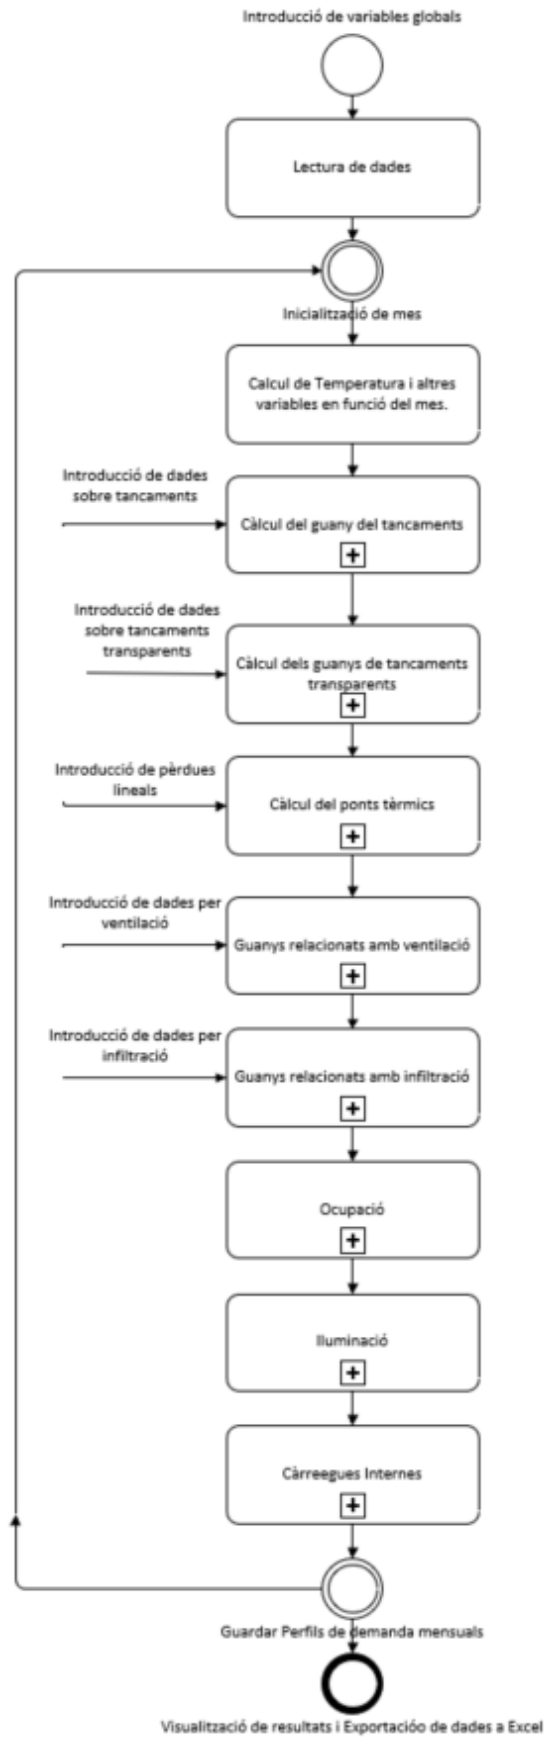 Introducció de variables globals
Lectura de dades
Inicialització de mes
Calcul de Temperatura i altres
variables en funció del mes.
Introducció de dades
sobre tancaments
Càlcul del guany del tancaments
Introducció de dades
sobre tancaments
transparents
Càlcul dels guanys de tancaments
transparents
Introducció de pèrdues
lineals
Càlcul del ponts tèrmics
Introducció de dades per
ventilació
Guanys relacionats amb ventilació
Introducció de dades per
infiltració
Guanys relacionats amb infiltració
Ocupació
Iluminació
Càrreegues Internes
Guardar Perfils de demanda mensuals
Visualització de resultats i Exportacióo de dades a Excel